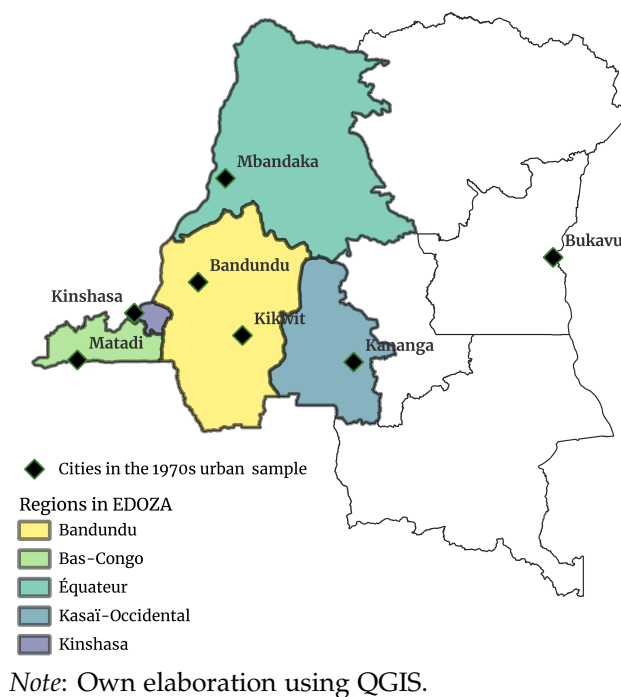 Mbandaka
Bukavu
Bandundu
Kinshasa
Kikwit
Matadi
Kananga
Cities in the 1970s urban sample
Regions in EDOZA
Bandundu
Bas-Congo
Équateur
Kasaï-Occidental
Kinshasa
Note: Own elaboration using QGIS.